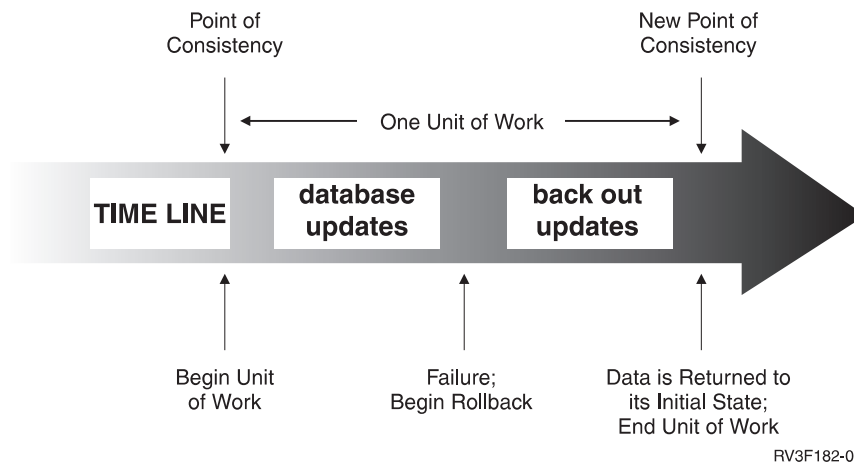 Point of
Consistency
New Point of
Consistency
One Unit of Work
TIME LINE
database
updates
back out
updates
Begin Unit
of Work
Failure;
Begin Rollback
Data is Returned to
its Initial State;
End Unit of Work
RV3F182-0